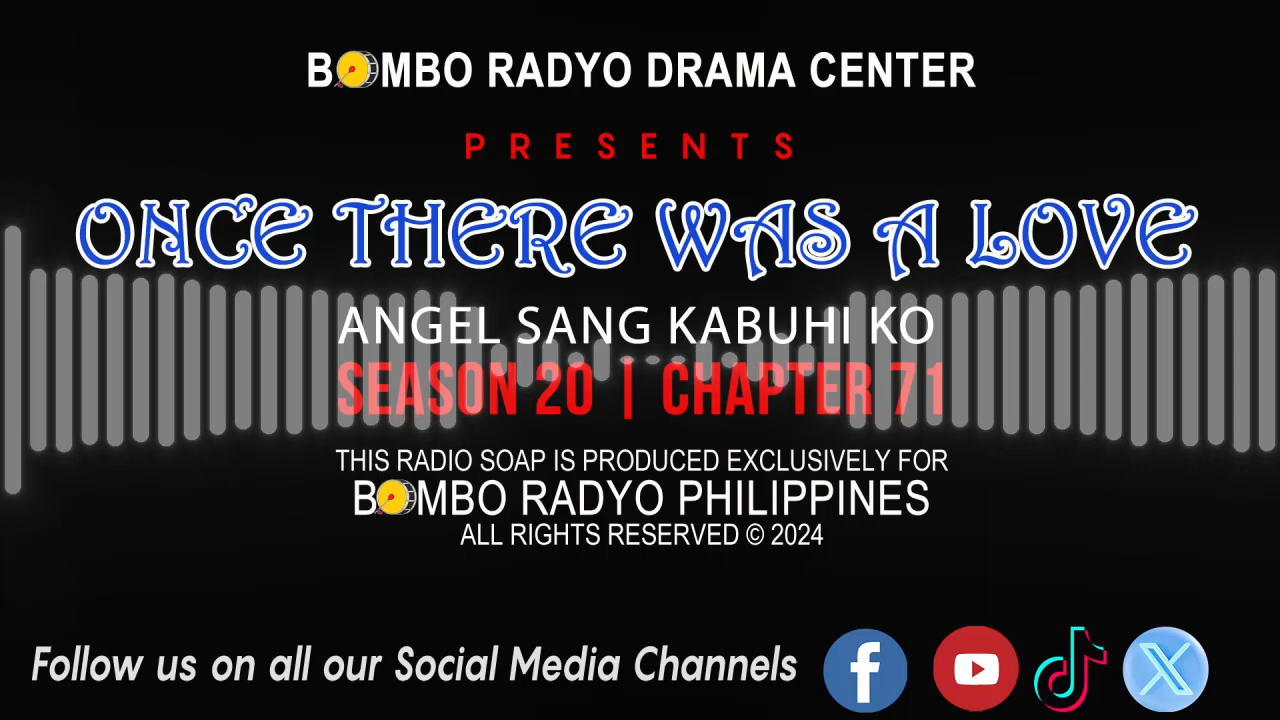 BOMBO RADYO DRAMA CENTER
PRESENTS
ONCE THERE WAS A LOVE
ANGEL SANG KABUHI KO
SEASON 20 | CHAPTER 71
THIS RADIO SOAP IS PRODUCED EXCLUSIVELY FOR
BOMBO RADYO PHILIPPINES
ALL RIGHTS RESERVED © 2024
Follow us on all our Social Media Channels